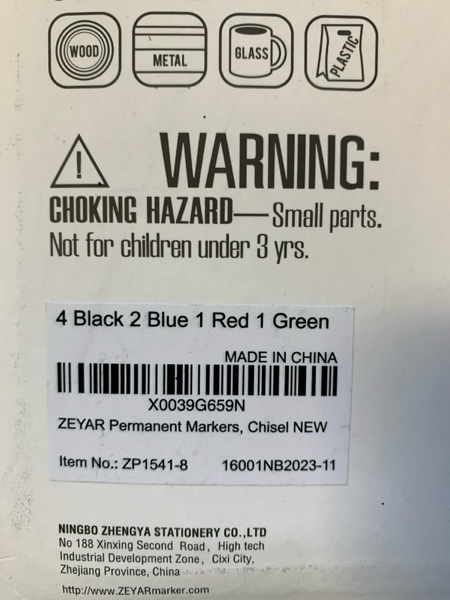 WOOD
METAL
GLASS
PLASTIC
WARNING:
CHOKING HAZARD—Small parts.
Not for children under 3 yrs.
4 Black 2 Blue 1 Red 1 Green
MADE IN CHINA
X0039G659N
ZEYAR Permanent Markers, Chisel NEW
Item No.: ZP1541-8 16001NB2023-11
NINGBO ZHENGYA STATIONERY CO.,LTD
No 188 Xinxing Second Road, High tech
Industrial Development Zone, Cixi City,
Zhejiang Province, China
http://www.ZEYARmarker.com